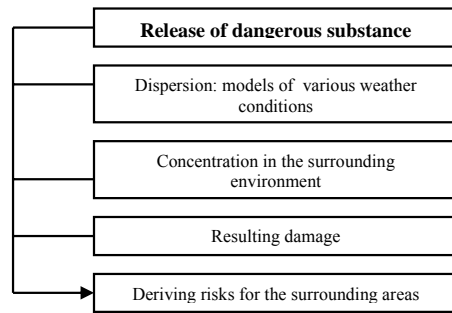 Release of dangerous substance
Dispersion: models of various weather
conditions
Concentration in the surrounding
environment
Resulting damage
Deriving risks for the surrounding areas